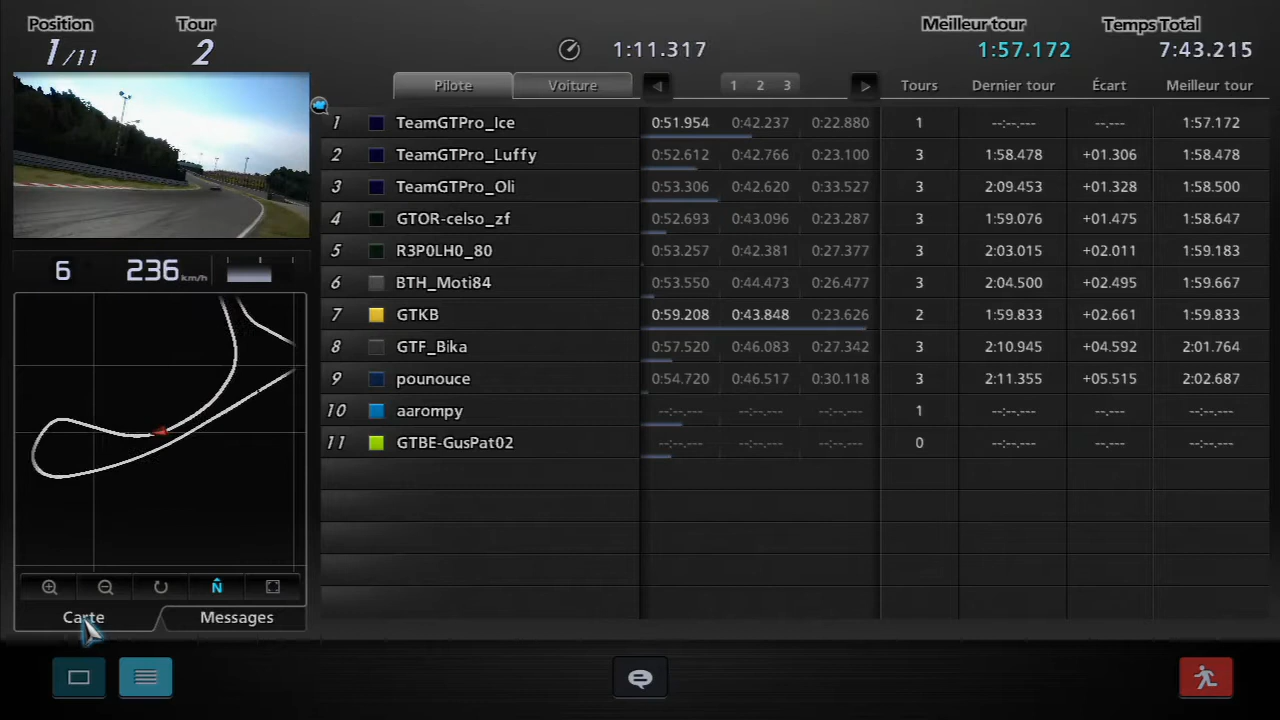 Position Tour Meilleur tour Temps Total
1/11 2 1:11.317 1:57.172 7:43.215
Pilote Voiture 1 2 3 Tours Dernier tour Écart Meilleur tour
1 TeamGTPro_Ice 0:51.954 0:42.237 0:22.880 1 --:--.--- --.--- 1:57.172
2 TeamGTPro_Luffy 0:52.612 0:42.766 0:23.100 3 1:58.478 +01.306 1:58.478
3 TeamGTPro_Oli 0:53.306 0:42.620 0:33.527 3 2:09.453 +01.328 1:58.500
4 GTOR-celso_zf 0:52.693 0:43.096 0:23.287 3 1:59.076 +01.475 1:58.647
5 R3P0LH0_80 0:53.257 0:42.381 0:27.377 3 2:03.015 +02.011 1:59.183
6 BTH_Moti84 0:53.550 0:44.473 0:26.477 3 2:04.500 +02.495 1:59.667
7 GTKB 0:59.208 0:43.848 0:23.626 2 1:59.833 +02.661 1:59.833
8 GTF_Bika 0:57.520 0:46.083 0:27.342 3 2:10.945 +04.592 2:01.764
9 pounouce 0:54.720 0:46.517 0:30.118 3 2:11.355 +05.515 2:02.687
10 aarompy --:--.--- --:--.--- --:--.--- 1 --:--.--- --.--- --:--.---
11 GTBE-GusPat02 --:--.--- --:--.--- --:--.--- 0 --:--.--- --.--- --:--.---
6 236 km/h
N
Carte Messages